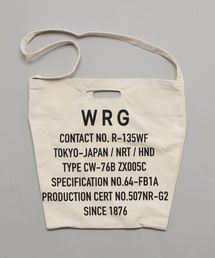 WRG
CONTACT NO. R-135WF
TOKYO-JAPAN / NRT / HND
TYPE CW-76B ZX005C
SPECIFICATION NO.64-FB1A
PRODUCTION CERT NO.507NR-G2
SINCE 1876